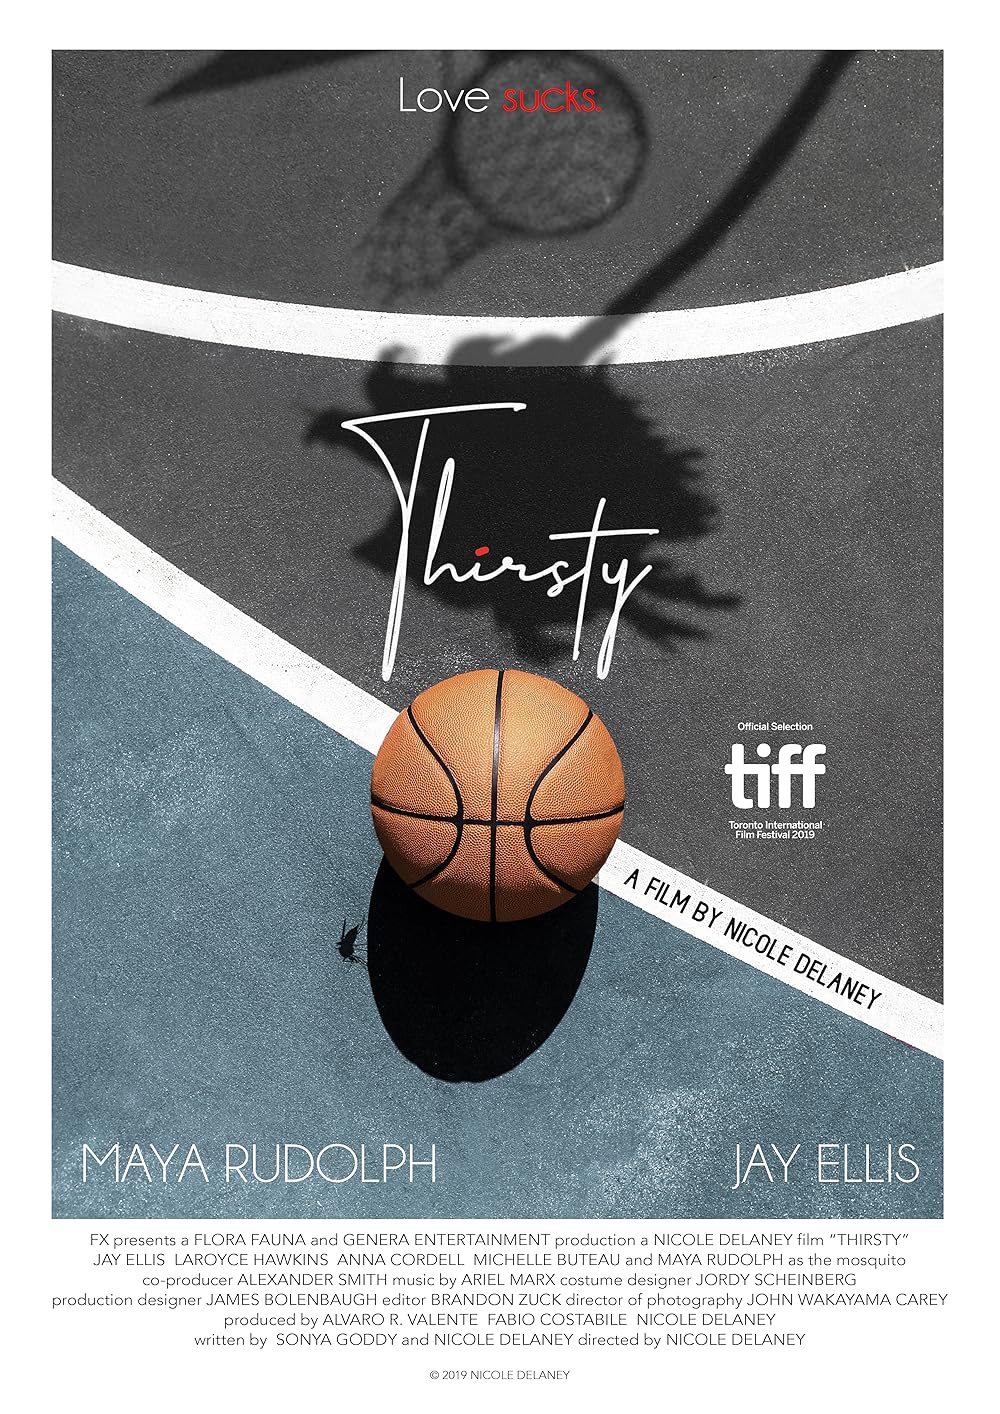 Love sucks.
Thirsty
Official Selection
tiff
Toronto International
Film Festival 2019
A FILM BY NICOLE DELANEY
MAYA RUDOLPH JAY ELLIS
FX presents a FLORA FAUNA and GENERA ENTERTAINMENT production a NICOLE DELANEY film “THIRSTY”
JAY ELLIS LAROYCE HAWKINS ANNA CORDELL MICHELLE BUTEAU and MAYA RUDOLPH as the mosquito
co-producer ALEXANDER SMITH music by ARIEL MARX costume designer JORDY SCHEINBERG
production designer JAMES BOLENBAUGH editor BRANDON ZUCK director of photography JOHN WAKAYAMA CAREY
produced by ALVARO R. VALENTE FABIO COSTABILE NICOLE DELANEY
written by SONYA GODDY and NICOLE DELANEY directed by NICOLE DELANEY
© 2019 NICOLE DELANEY